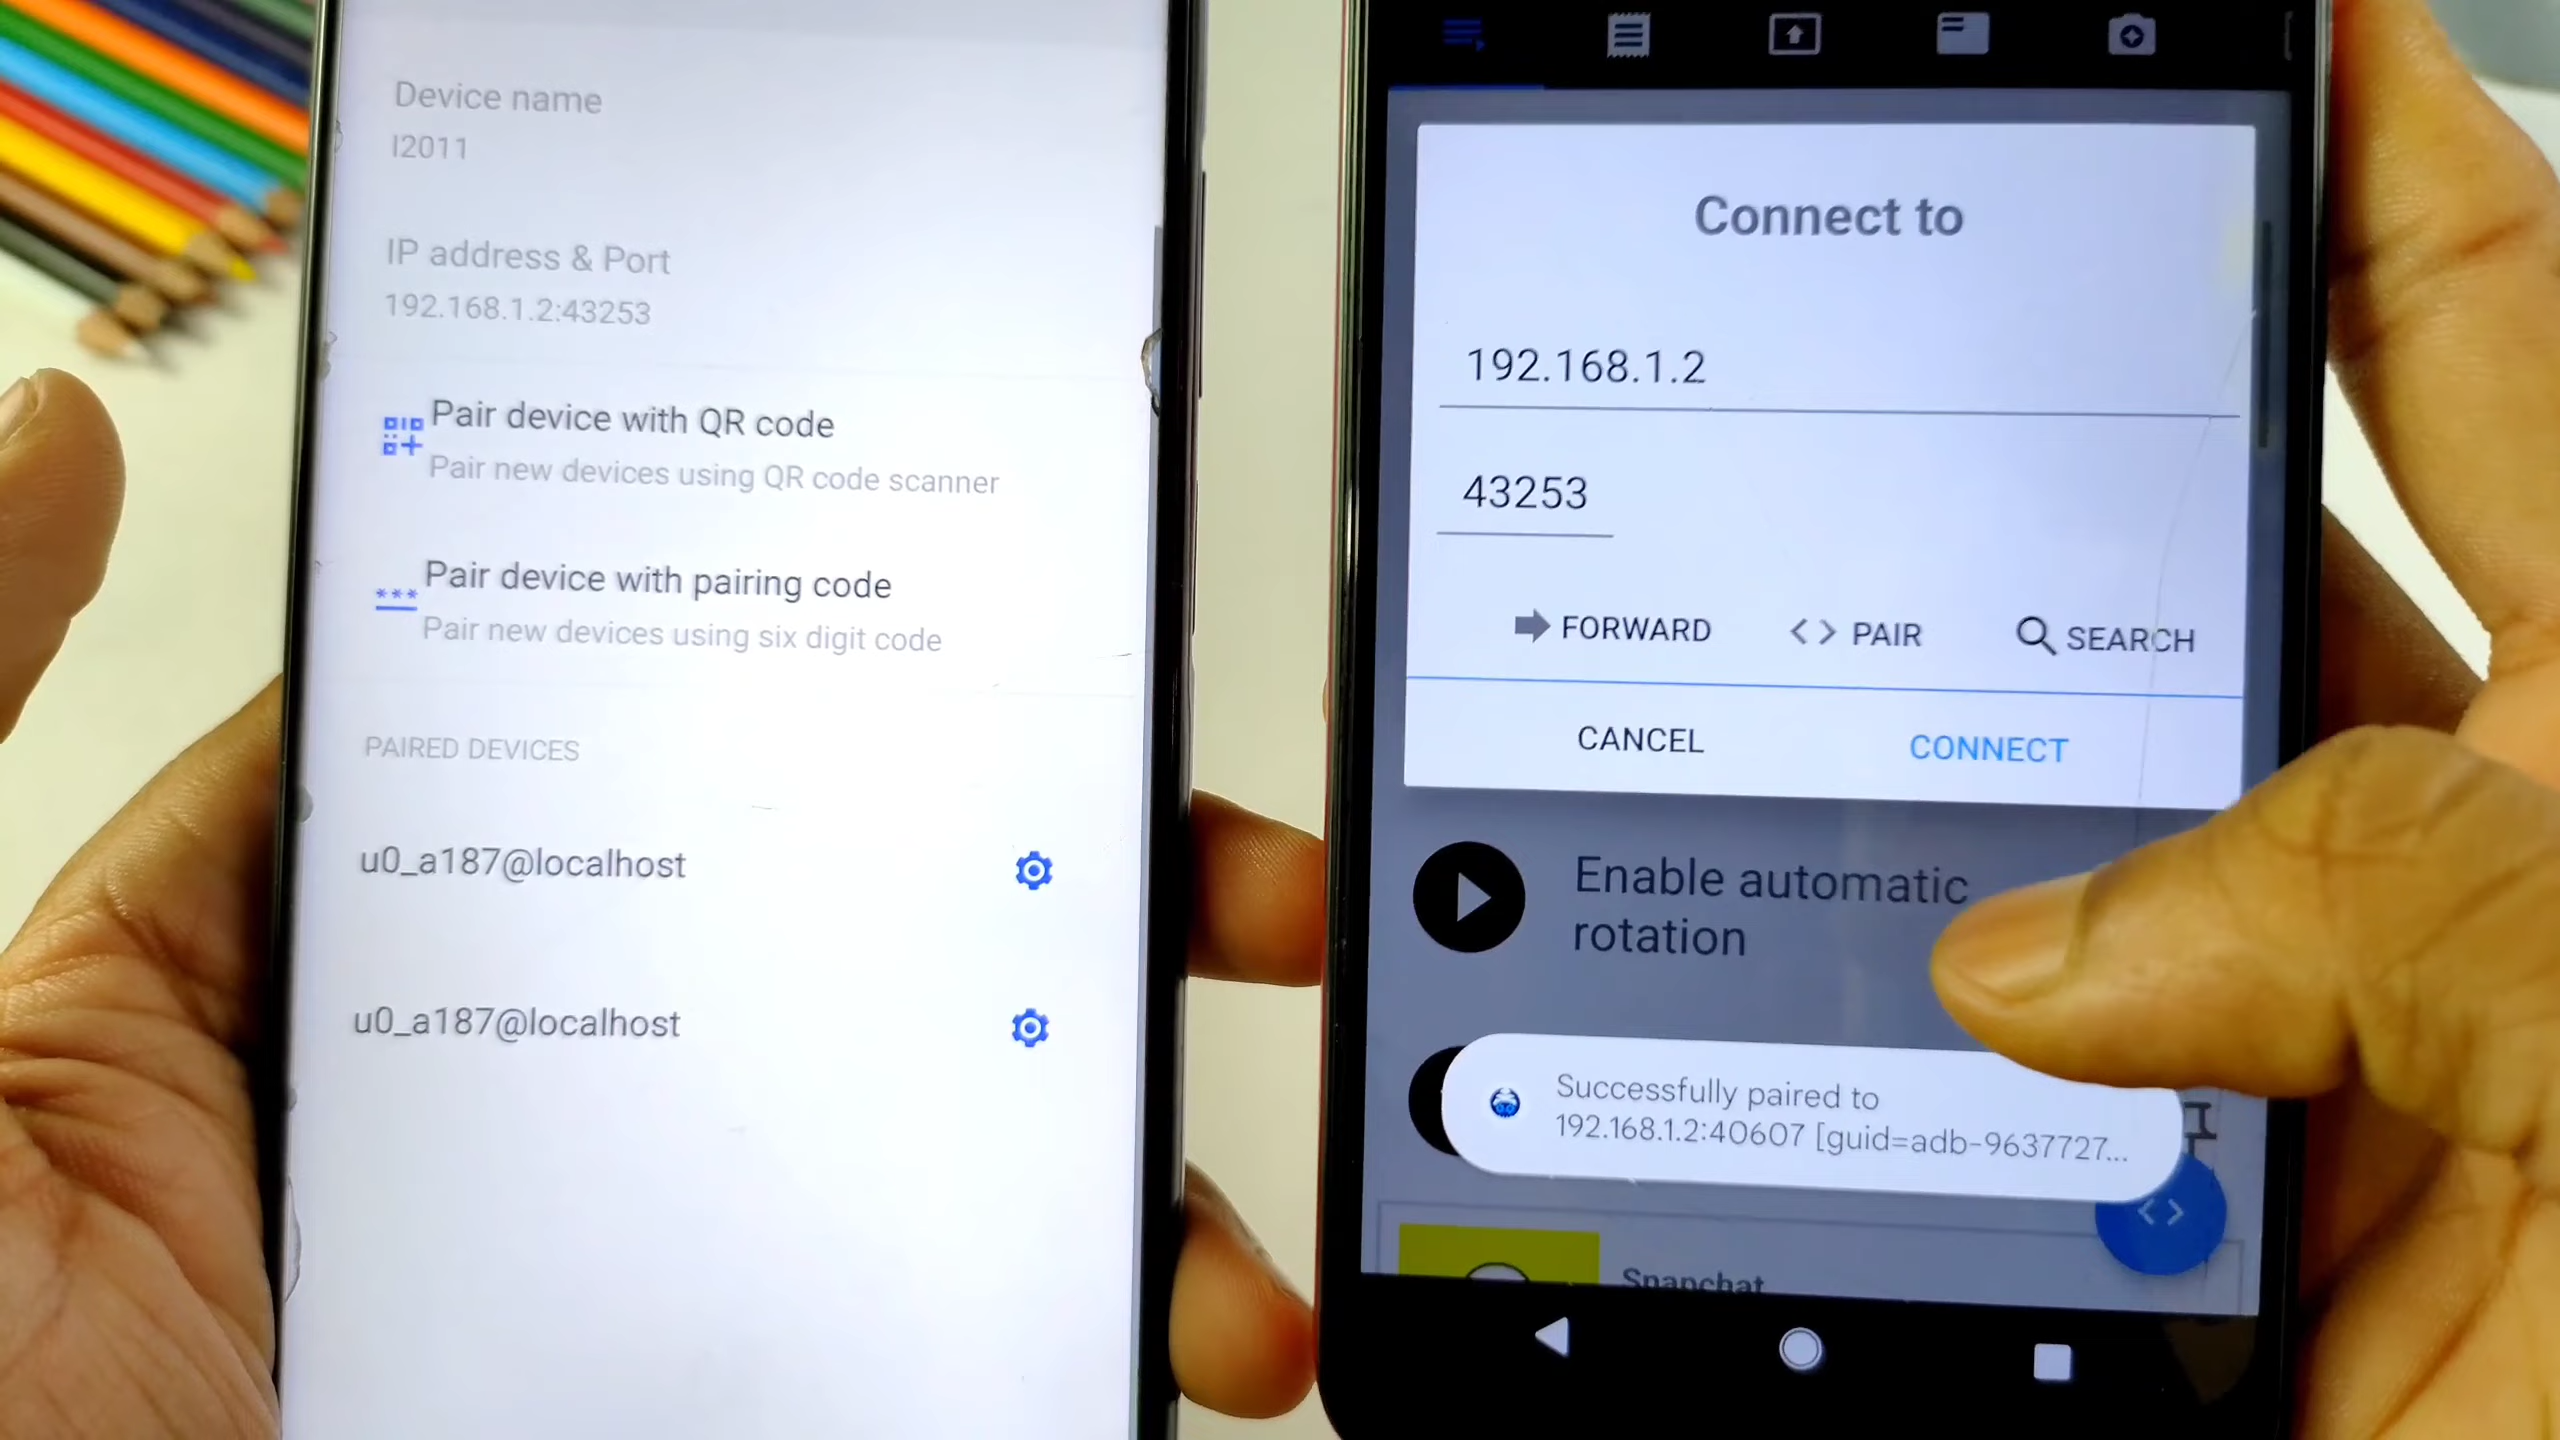 Device name
I2011
IP address & Port
192.168.1.2:43253
Pair device with QR code
Pair new devices using QR code scanner
Pair device with pairing code
Pair new devices using six digit code
PAIRED DEVICES
u0_a187@localhost
u0_a187@localhost
Connect to
192.168.1.2
43253
FORWARD
PAIR
SEARCH
CANCEL
CONNECT
Enable automatic
rotation
Successfully paired to
192.168.1.2:40607 [guid=adb-9637727...
Snapchat